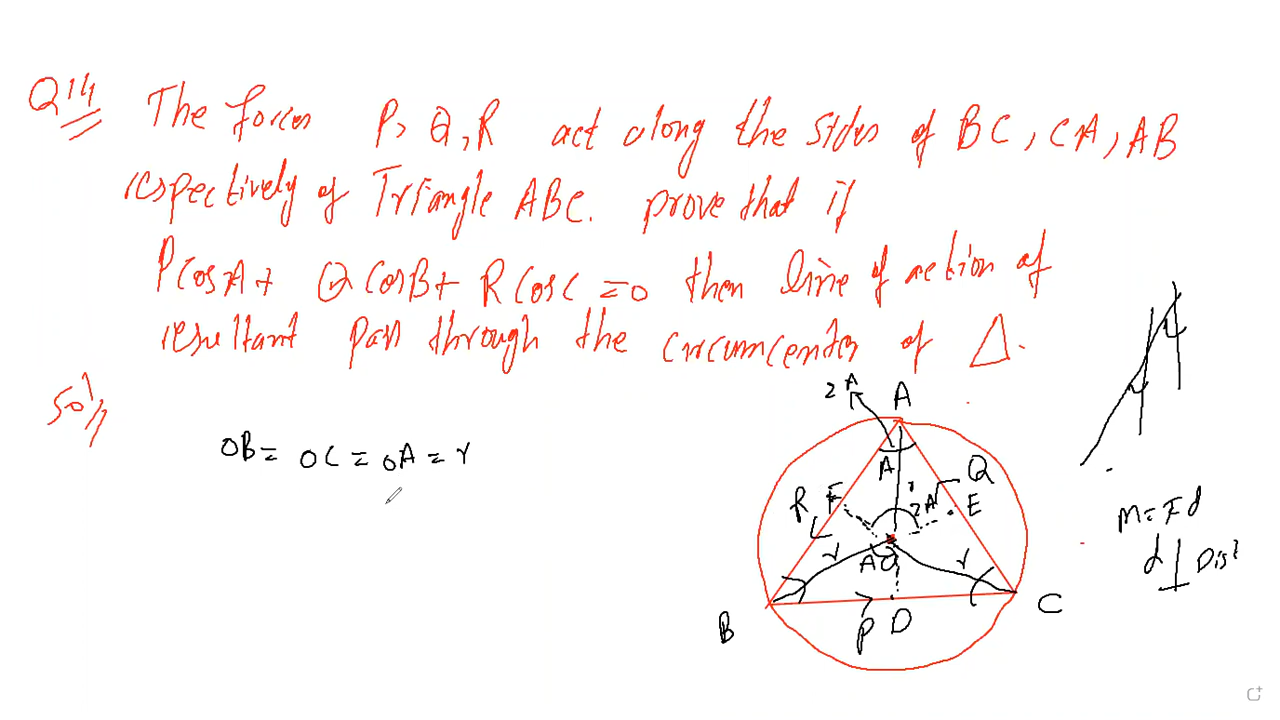 Q14 The forces P, Q, R act along the sides of BC, CA, AB
respectively of Triangle ABC. prove that if
P cos A + Q cos B + R cos C = 0 then line of action of
resultant pass through the circumcenter of Δ.
Sol
OB = OC = OA = r
2A
A
A
Q
R F
2A E
r
A O
r
B
P D
C
M = Fd
d ⊥ Dist